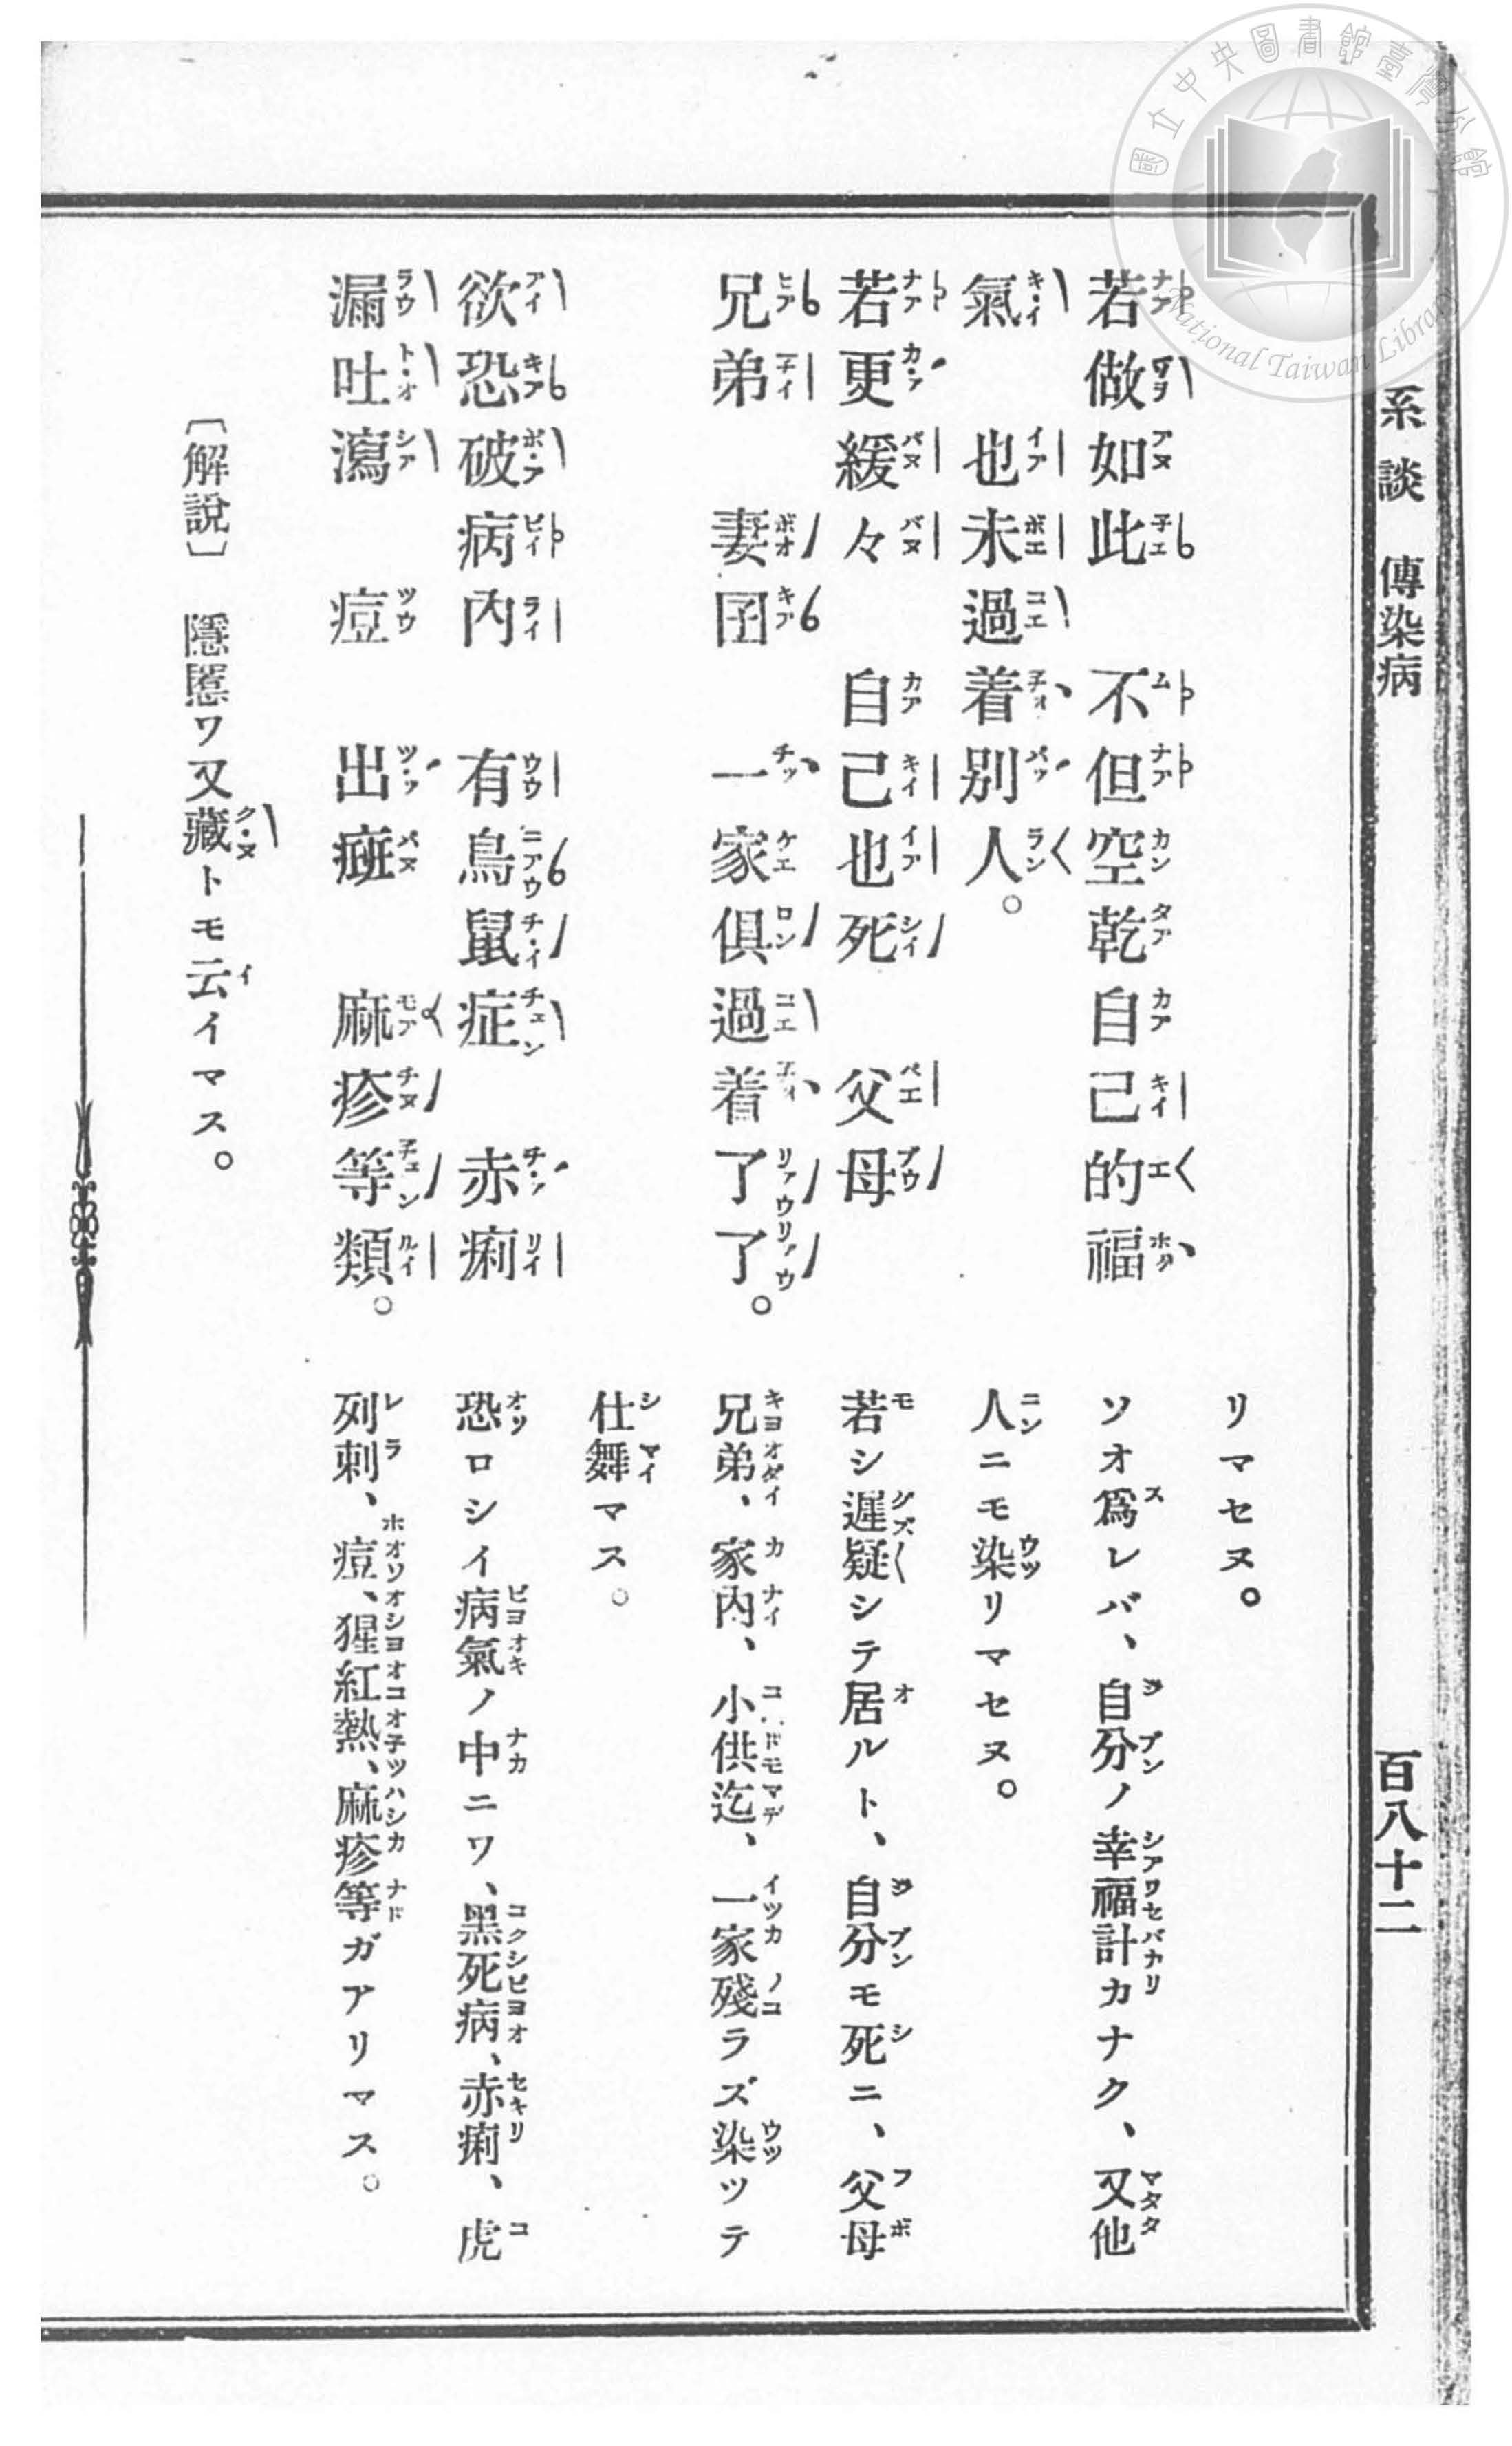 系談 傳染病 百八十二
リマセヌ。
若做如此 不但空乾自己的福
ソオ爲レバ、自分ノ幸福計カナク、又他
氣也未過着別人。
人ニモ染リマセヌ。
若更緩々 自己也死 父母
若シ遲疑シテ居ルト、自分モ死ニ、父母
兄弟 妻囝 一家俱過着了了。
兄弟、家內、小供迄、一家殘ラズ染ツテ
仕舞マス。
欲恐破病內 有鳥鼠症 赤痢
恐ロシイ病氣ノ中ニワ、黑死病、赤痢、虎
漏吐瀉 痘 出癍 麻疹等類。
列刺、痘、猩紅熱、麻疹等ガアリマス。
〔解說〕 隱慝ワ又藏トモ云イマス。
國立中央圖書館臺灣分館
National Taiwan Library